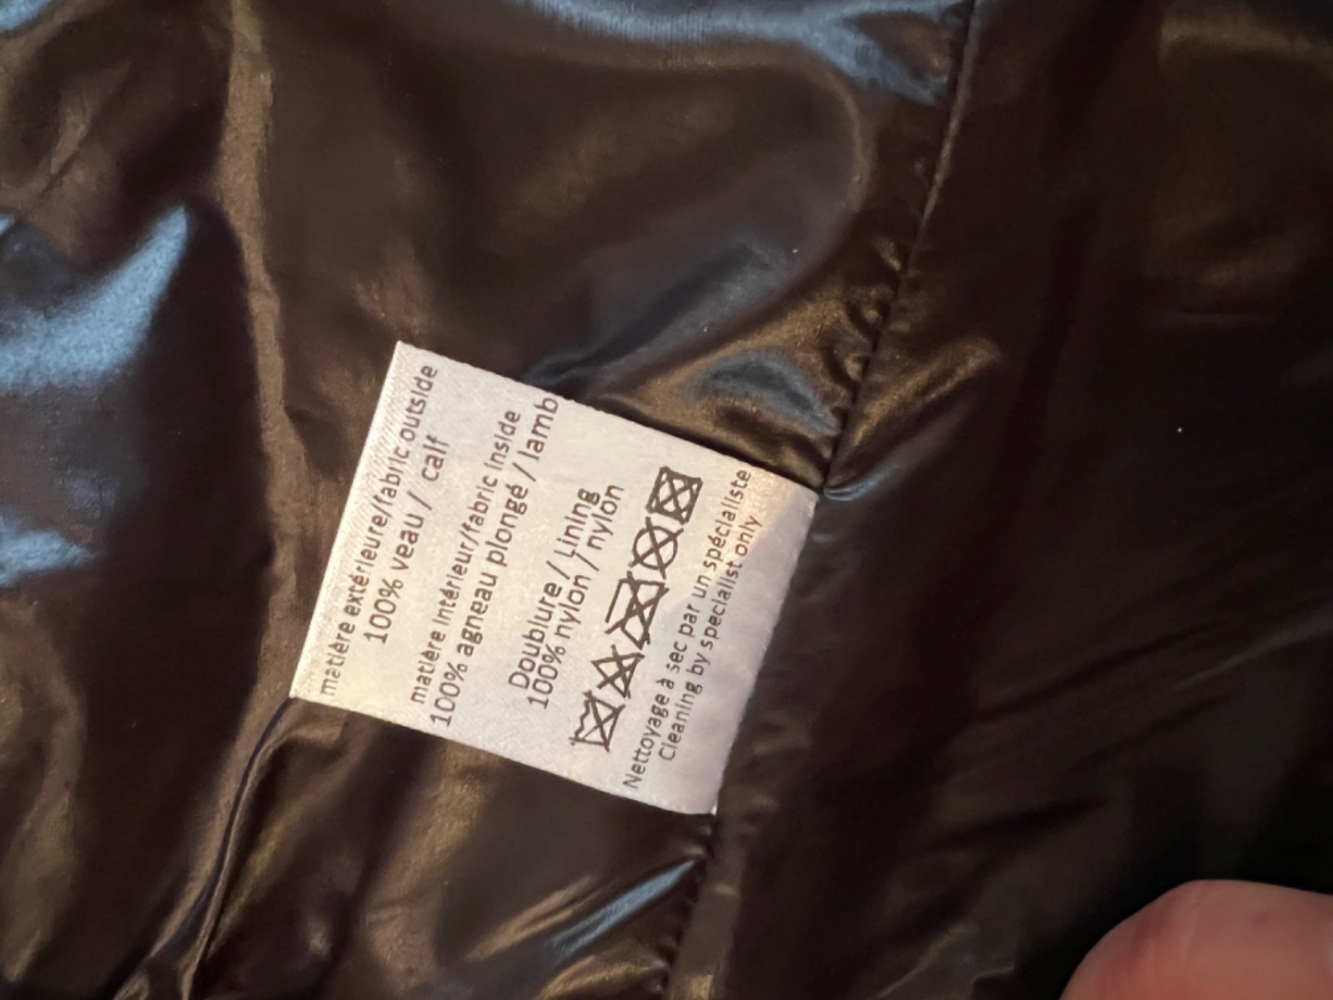 matière extérieure/fabric outside
100% veau / calf
matière intérieur/fabric inside
100% agneau plongé / lamb
Doublure / Lining
100% nylon / nylon
Nettoyage à sec par un spécialiste
Cleaning by specialist only